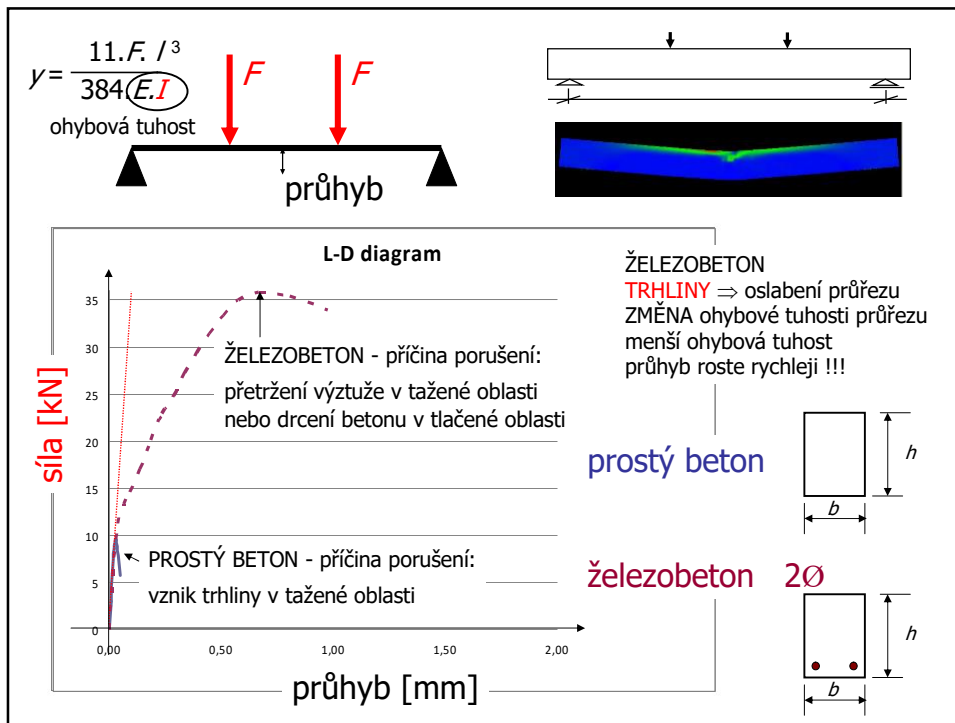 y = 11.F. l 3
384.E.I
ohybová tuhost
F F
průhyb
L-D diagram
síla [kN]
35
30
25
20
15
10
5
0
0,00 0,50 1,00 1,50 2,00
průhyb [mm]
ŽELEZOBETON - příčina porušení:
přetržení výztuže v tažené oblasti
nebo drcení betonu v tlačené oblasti
PROSTÝ BETON - příčina porušení:
vznik trhliny v tažené oblasti
ŽELEZOBETON
TRHLINY ⇒ oslabení průřezu
ZMĚNA ohybové tuhosti průřezu
menší ohybová tuhost
průhyb roste rychleji !!!
prostý beton
h
b
železobeton 2Ø
h
b